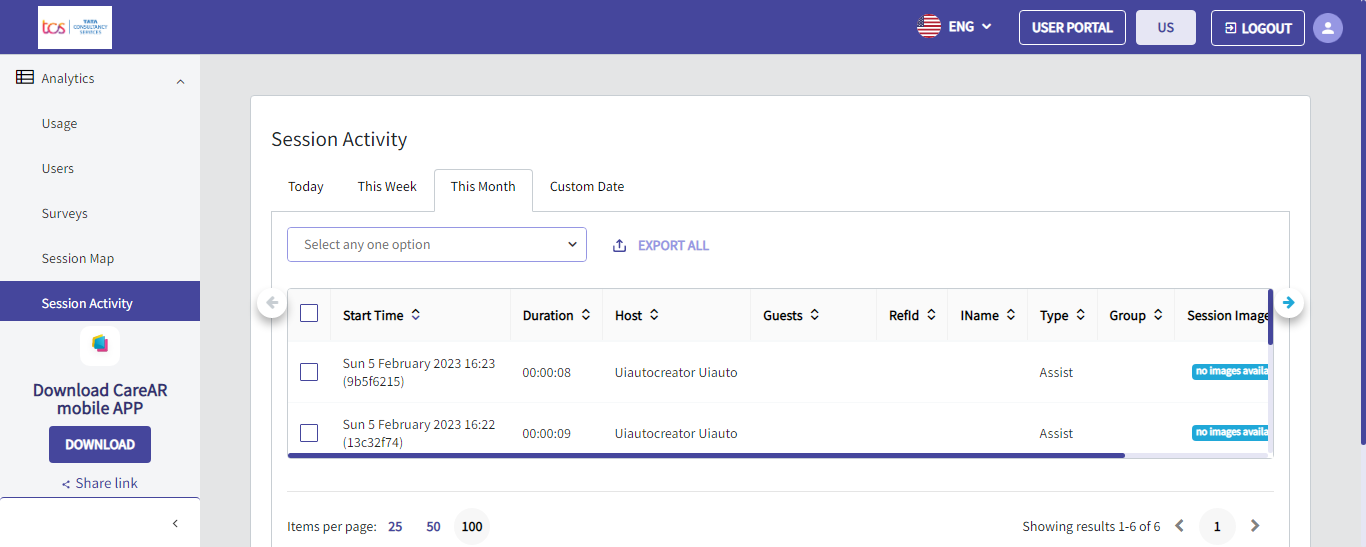 tcs TATA CONSULTANCY SERVICES
ENG
USER PORTAL
US
LOGOUT
Analytics
Usage
Users
Surveys
Session Map
Session Activity
Download CareAR
mobile APP
DOWNLOAD
Share link
Session Activity
Today This Week This Month Custom Date
Select any one option
EXPORT ALL
Start Time Duration Host Guests RefId IName Type Group Session Image
Sun 5 February 2023 16:23
(9b5f6215)
00:00:08 Uiautocreator Uiauto Assist no images availa
Sun 5 February 2023 16:22
(13c32f74)
00:00:09 Uiautocreator Uiauto Assist no images availa
Items per page: 25 50 100
Showing results 1-6 of 6 1